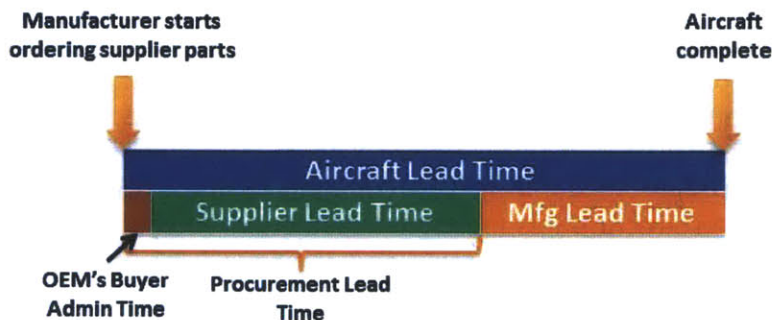 Manufacturer starts
ordering supplier parts
Aircraft
complete
Aircraft Lead Time
Supplier Lead Time
Mfg Lead Time
OEM's Buyer
Admin Time
Procurement Lead
Time